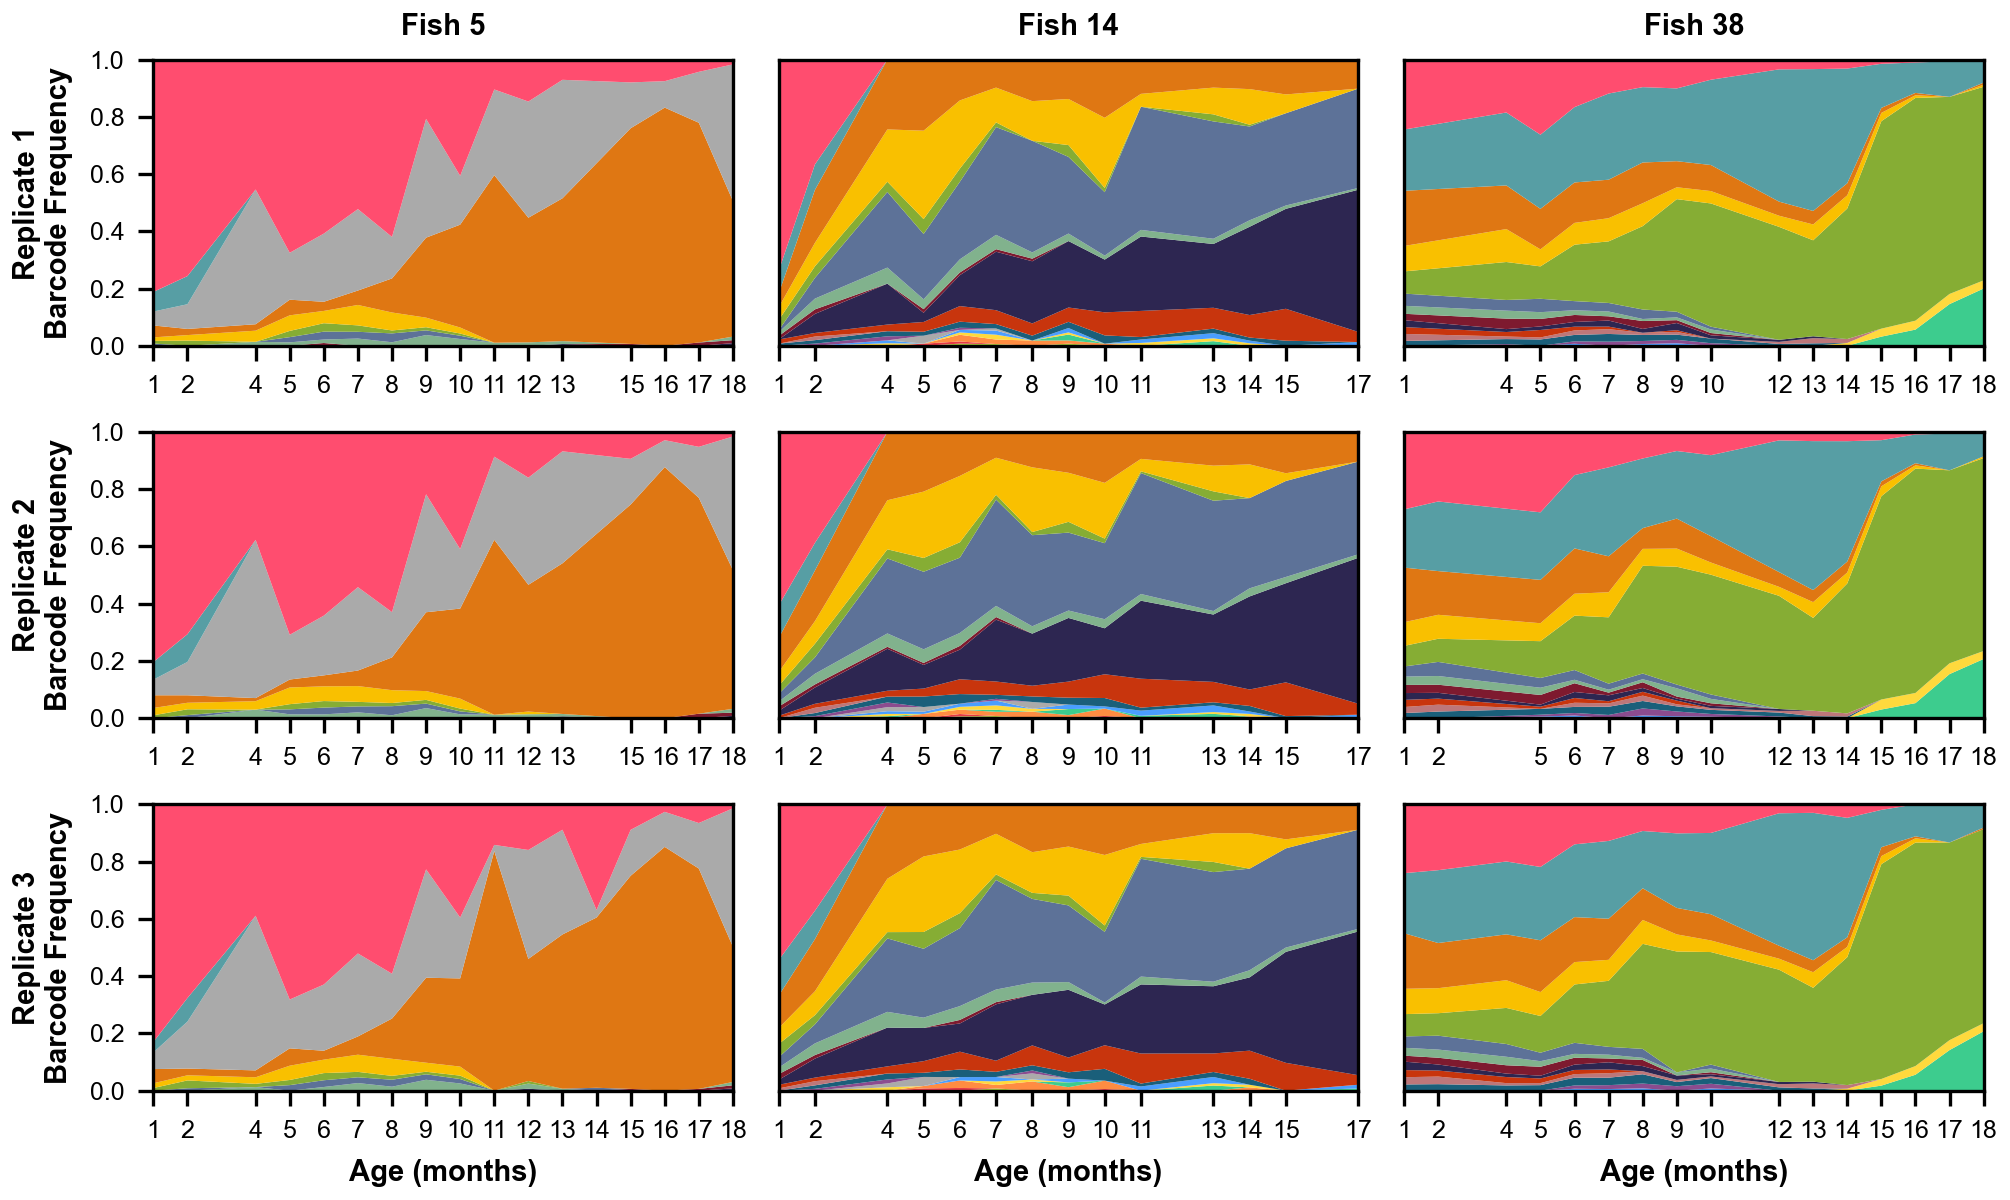 Fish 5 Fish 14 Fish 38
Replicate 1
Barcode Frequency
1.0
0.8
0.6
0.4
0.2
0.0
1 2 4 5 6 7 8 9 10 11 12 13 15 16 17 18
1 2 4 5 6 7 8 9 10 11 13 14 15 17
1 4 5 6 7 8 9 10 12 13 14 15 16 17 18
Replicate 2
Barcode Frequency
1.0
0.8
0.6
0.4
0.2
0.0
1 2 4 5 6 7 8 9 10 11 12 13 15 16 17 18
1 2 4 5 6 7 8 9 10 11 13 14 15 17
1 2 5 6 7 8 9 10 12 13 14 15 16 17 18
Replicate 3
Barcode Frequency
1.0
0.8
0.6
0.4
0.2
0.0
1 2 4 5 6 7 8 9 10 11 12 13 14 15 16 17 18
1 2 4 5 6 7 8 9 10 11 13 14 15 17
1 2 4 5 6 7 8 9 10 12 13 14 15 16 17 18
Age (months) Age (months) Age (months)